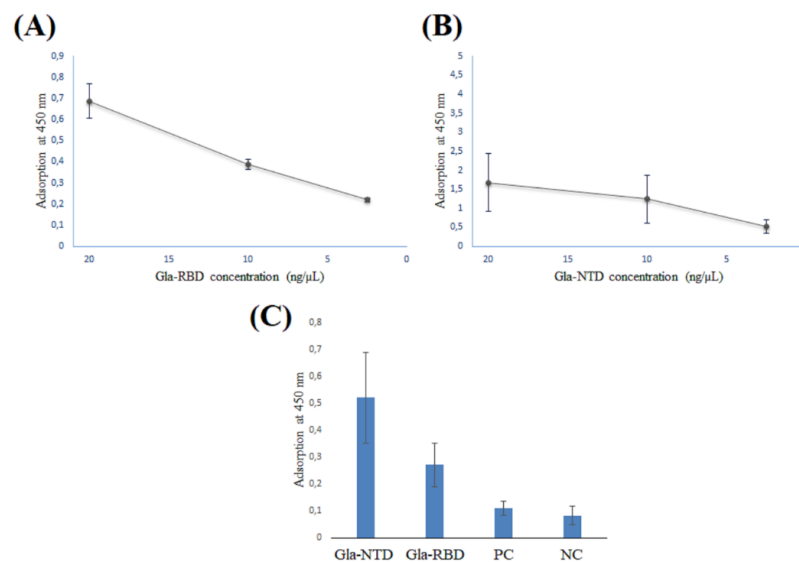 (A)
0,9
0,8
0,7
0,6
0,5
0,4
0,3
0,2
0,1
0
Adsorption at 450 nm
20 15 10 5 0
Gla-RBD concentration (ng/µL)
(B)
5
4,5
4
3,5
3
2,5
2
1,5
1
0,5
0
Adsorption at 450 nm
20 15 10 5
Gla-NTD concentration (ng/µL)
(C)
0,8
0,7
0,6
0,5
0,4
0,3
0,2
0,1
0
Adsorption at 450 nm
Gla-NTD Gla-RBD PC NC